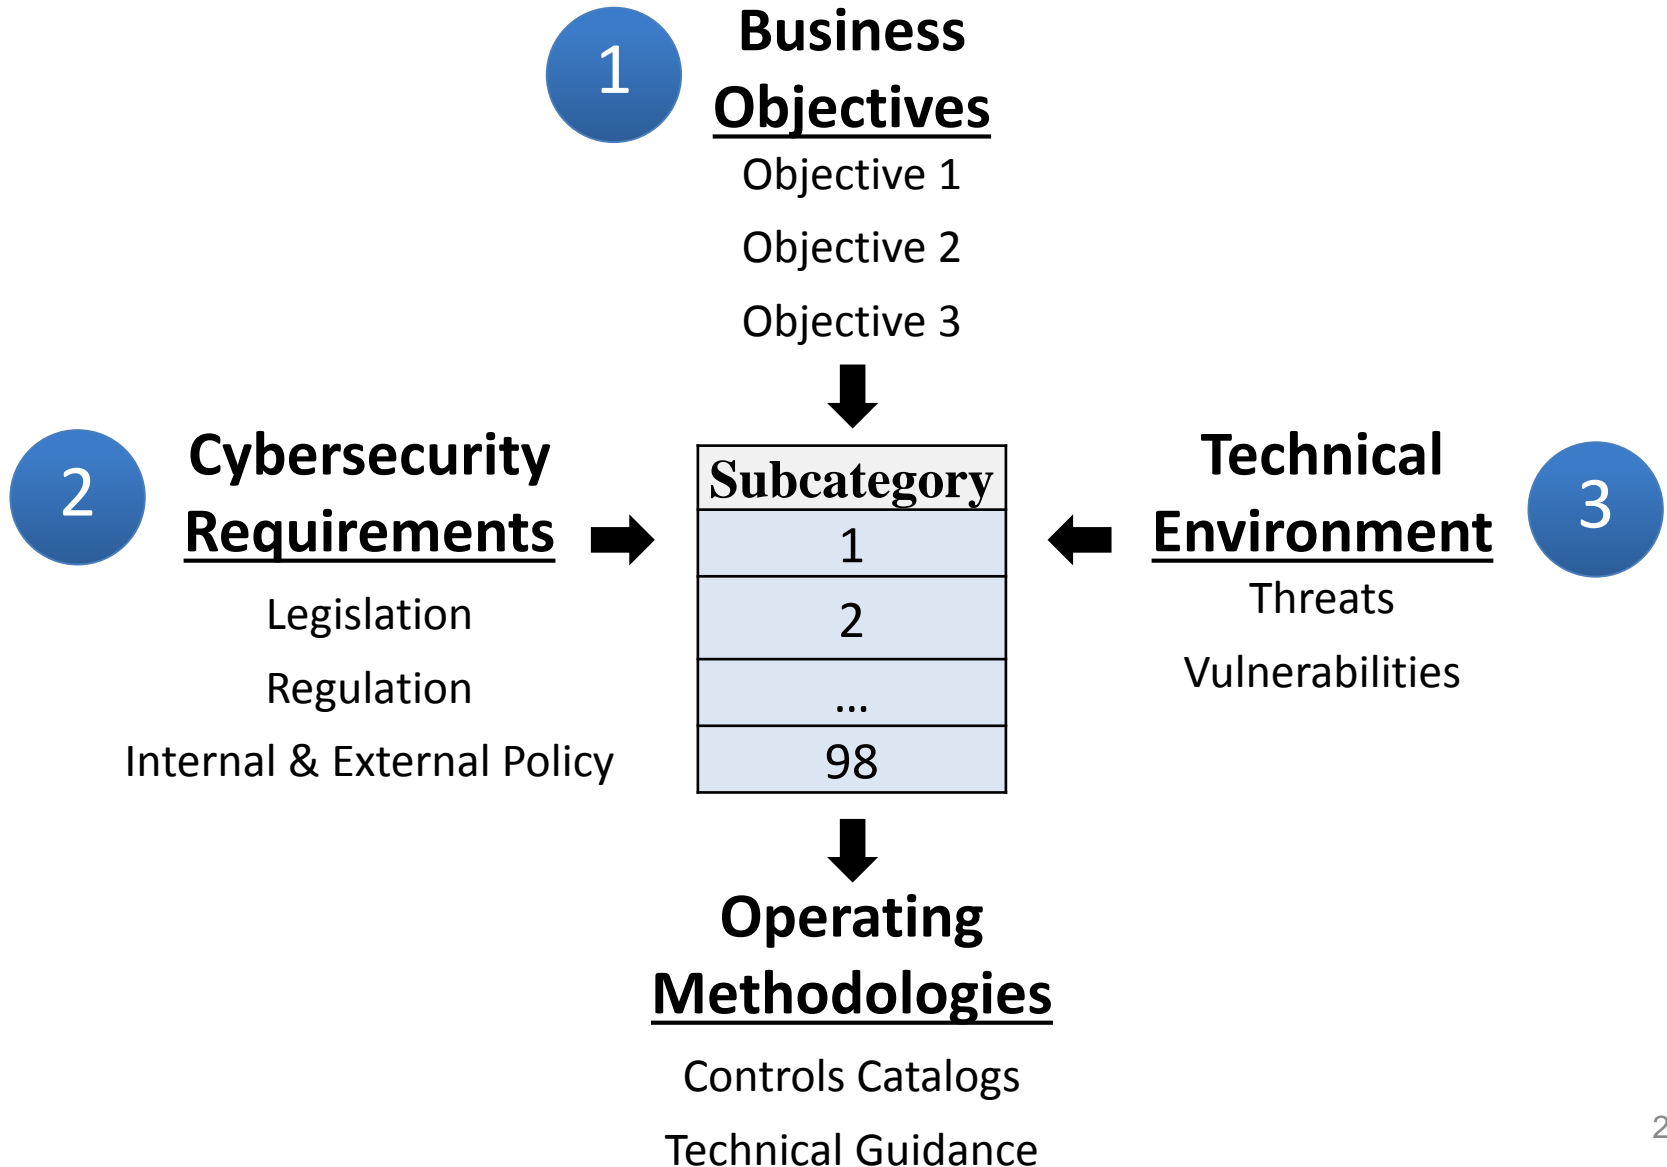 1
Business
Objectives
Objective 1
Objective 2
Objective 3
2
Cybersecurity
Requirements
Legislation
Regulation
Internal & External Policy
Subcategory
1
2
...
98
Technical
Environment
3
Threats
Vulnerabilities
Operating
Methodologies
Controls Catalogs
Technical Guidance
2